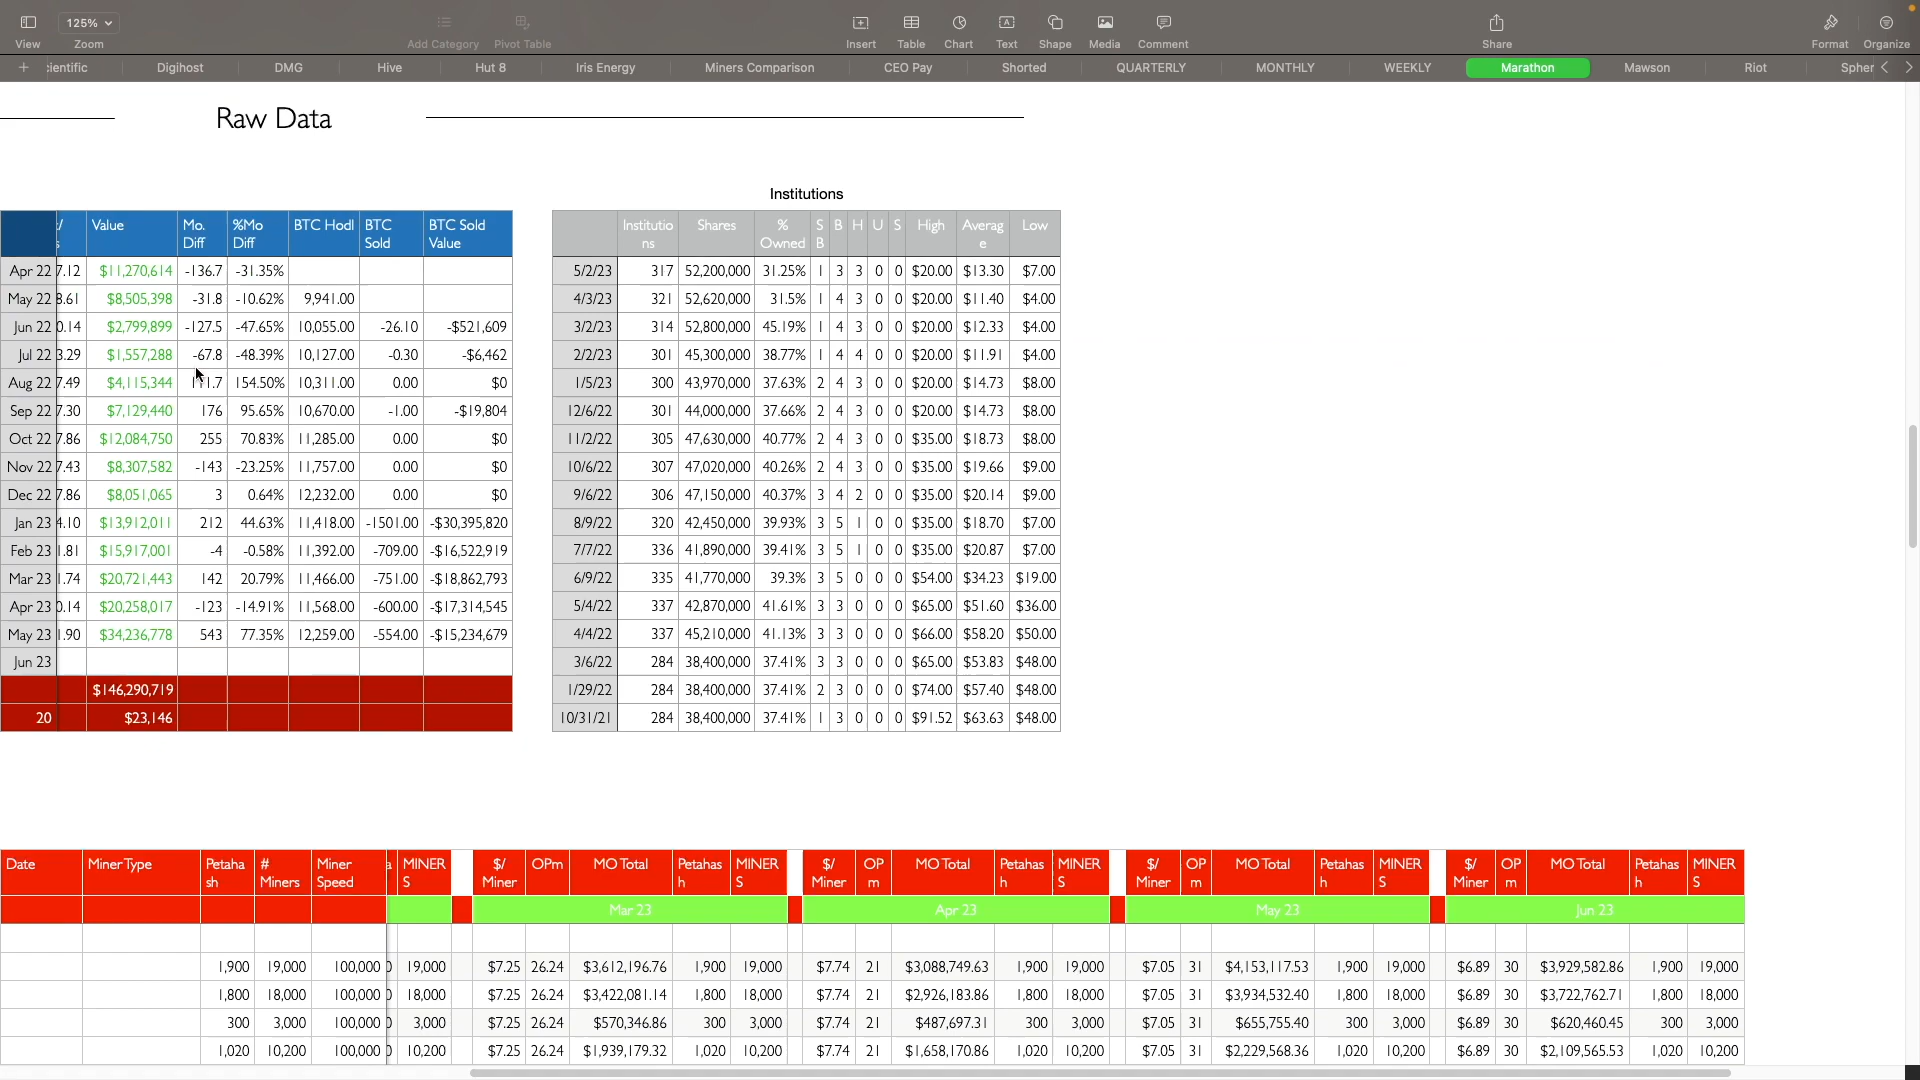 125%
View Zoom Add Category Pivot Table Insert Table Chart Text Shape Media Comment Share Format Organize
+ ientific Digihost DMG Hive Hut 8 Iris Energy Miners Comparison CEO Pay Shorted QUARTERLY MONTHLY WEEKLY Marathon Mawson Riot Spher
Raw Data
Institutions
/ Value Mo. Diff %Mo Diff BTC Hodl BTC Sold BTC Sold Value
Apr 22 7.12 $11,270,614 -136.7 -31.35%
May 22 8.61 $8,505,398 -31.8 -10.62% 9,941.00
Jun 22 0.14 $2,799,899 -127.5 -47.65% 10,055.00 -26.10 -$521,609
Jul 22 3.29 $1,557,288 -67.8 -48.39% 10,127.00 -0.30 -$6,462
Aug 22 7.49 $4,115,344 111.7 154.50% 10,311.00 0.00 $0
Sep 22 7.30 $7,129,440 176 95.65% 10,670.00 -1.00 -$19,804
Oct 22 7.86 $12,084,750 255 70.83% 11,285.00 0.00 $0
Nov 22 7.43 $8,307,582 -143 -23.25% 11,757.00 0.00 $0
Dec 22 7.86 $8,051,065 3 0.64% 12,232.00 0.00 $0
Jan 23 4.10 $13,912,011 212 44.63% 11,418.00 -1501.00 -$30,395,820
Feb 23 1.81 $15,917,001 -4 -0.58% 11,392.00 -709.00 -$16,522,919
Mar 23 1.74 $20,721,443 142 20.79% 11,466.00 -751.00 -$18,862,793
Apr 23 0.14 $20,258,017 -123 -14.91% 11,568.00 -600.00 -$17,314,545
May 23 1.90 $34,236,778 543 77.35% 12,259.00 -554.00 -$15,234,679
Jun 23
$146,290,719
20 $23,146
Institutions Shares % Owned SB B H U S High Average Low
5/2/23 317 52,200,000 31.25% 1 3 3 0 0 $20.00 $13.30 $7.00
4/3/23 321 52,620,000 31.5% 1 4 3 0 0 $20.00 $11.40 $4.00
3/2/23 314 52,800,000 45.19% 1 4 3 0 0 $20.00 $12.33 $4.00
2/2/23 301 45,300,000 38.77% 1 4 4 0 0 $20.00 $11.91 $4.00
1/5/23 300 43,970,000 37.63% 2 4 3 0 0 $20.00 $14.73 $8.00
12/6/22 301 44,000,000 37.66% 2 4 3 0 0 $20.00 $14.73 $8.00
11/2/22 305 47,630,000 40.77% 2 4 3 0 0 $35.00 $18.73 $8.00
10/6/22 307 47,020,000 40.26% 2 4 3 0 0 $35.00 $19.66 $9.00
9/6/22 306 47,150,000 40.37% 3 4 2 0 0 $35.00 $20.14 $9.00
8/9/22 320 42,450,000 39.93% 3 5 1 0 0 $35.00 $18.70 $7.00
7/7/22 336 41,890,000 39.41% 3 5 1 0 0 $35.00 $20.87 $7.00
6/9/22 335 41,770,000 39.3% 3 5 0 0 0 $54.00 $34.23 $19.00
5/4/22 337 42,870,000 41.61% 3 3 0 0 0 $65.00 $51.60 $36.00
4/4/22 337 45,210,000 41.13% 3 3 0 0 0 $66.00 $58.20 $50.00
3/6/22 284 38,400,000 37.41% 3 3 0 0 0 $65.00 $53.83 $48.00
1/29/22 284 38,400,000 37.41% 2 3 0 0 0 $74.00 $57.40 $48.00
10/31/21 284 38,400,000 37.41% 1 3 0 0 0 $91.52 $63.63 $48.00
Date Miner Type Petahash # Miners Miner Speed MINERS $/ Miner OPm MO Total Petahash MINERS $/ Miner OPm MO Total Petahash MINERS $/ Miner OPm MO Total Petahash MINERS $/ Miner OPm MO Total Petahash MINERS
Mar 23 Apr 23 May 23 Jun 23
1,900 19,000 100,000 0 19,000 $7.25 26.24 $3,612,196.76 1,900 19,000 $7.74 21 $3,088,749.63 1,900 19,000 $7.05 31 $4,153,117.53 1,900 19,000 $6.89 30 $3,929,582.86 1,900 19,000
1,800 18,000 100,000 0 18,000 $7.25 26.24 $3,422,081.14 1,800 18,000 $7.74 21 $2,926,183.86 1,800 18,000 $7.05 31 $3,934,532.40 1,800 18,000 $6.89 30 $3,722,762.71 1,800 18,000
300 3,000 100,000 0 3,000 $7.25 26.24 $570,346.86 300 3,000 $7.74 21 $487,697.31 300 3,000 $7.05 31 $655,755.40 300 3,000 $6.89 30 $620,460.45 300 3,000
1,020 10,200 100,000 0 10,200 $7.25 26.24 $1,939,179.32 1,020 10,200 $7.74 21 $1,658,170.86 1,020 10,200 $7.05 31 $2,229,568.36 1,020 10,200 $6.89 30 $2,109,565.53 1,020 10,200